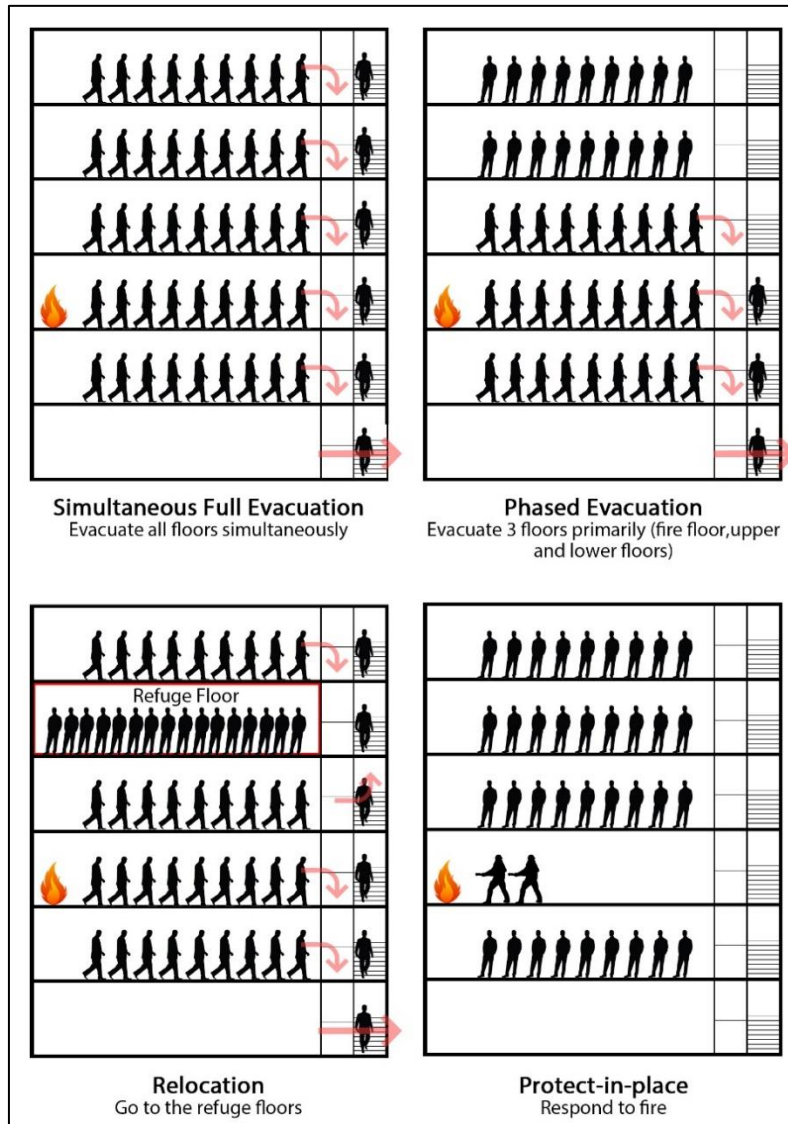 Simultaneous Full Evacuation
Evacuate all floors simultaneously
Phased Evacuation
Evacuate 3 floors primarily (fire floor,upper
and lower floors)
Refuge Floor
Relocation
Go to the refuge floors
Protect-in-place
Respond to fire